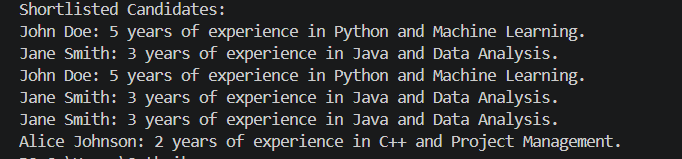 Shortlisted Candidates:
John Doe: 5 years of experience in Python and Machine Learning.
Jane Smith: 3 years of experience in Java and Data Analysis.
John Doe: 5 years of experience in Python and Machine Learning.
Jane Smith: 3 years of experience in Java and Data Analysis.
Jane Smith: 3 years of experience in Java and Data Analysis.
Alice Johnson: 2 years of experience in C++ and Project Management.